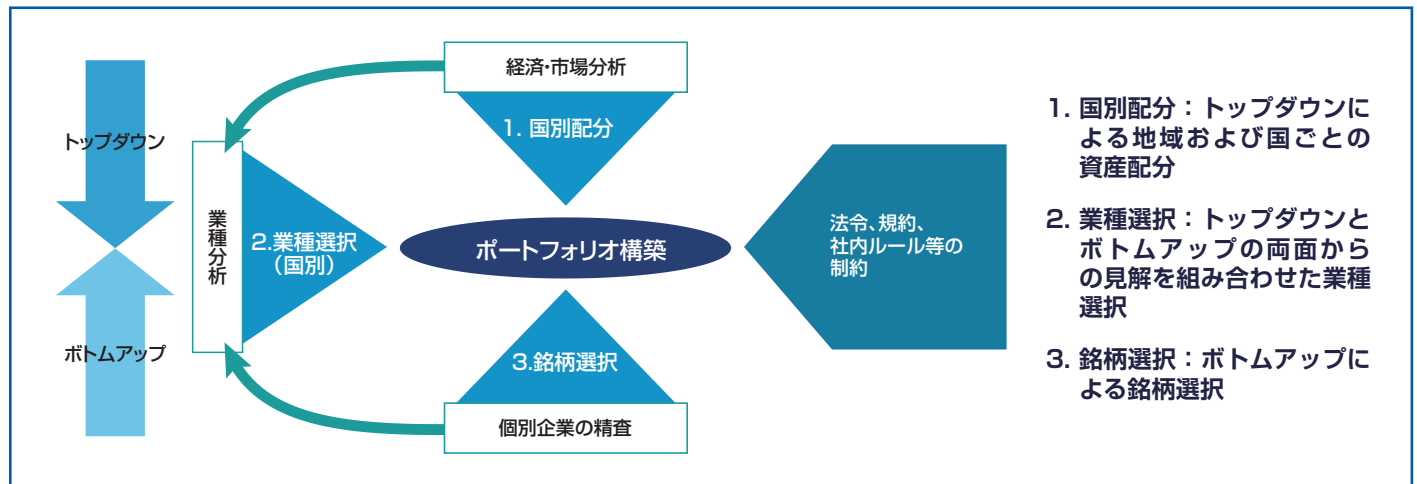 経済・市場分析
1. 国別配分
トップダウン
業種分析
2.業種選択
（国別）
ポートフォリオ構築
法令、規約、
社内ルール等の
制約
ボトムアップ
3.銘柄選択
個別企業の精査
1. 国別配分：トップダウンに
よる地域および国ごとの
資産配分
2. 業種選択：トップダウンと
ボトムアップの両面から
の見解を組み合わせた業種
選択
3. 銘柄選択：ボトムアップに
よる銘柄選択